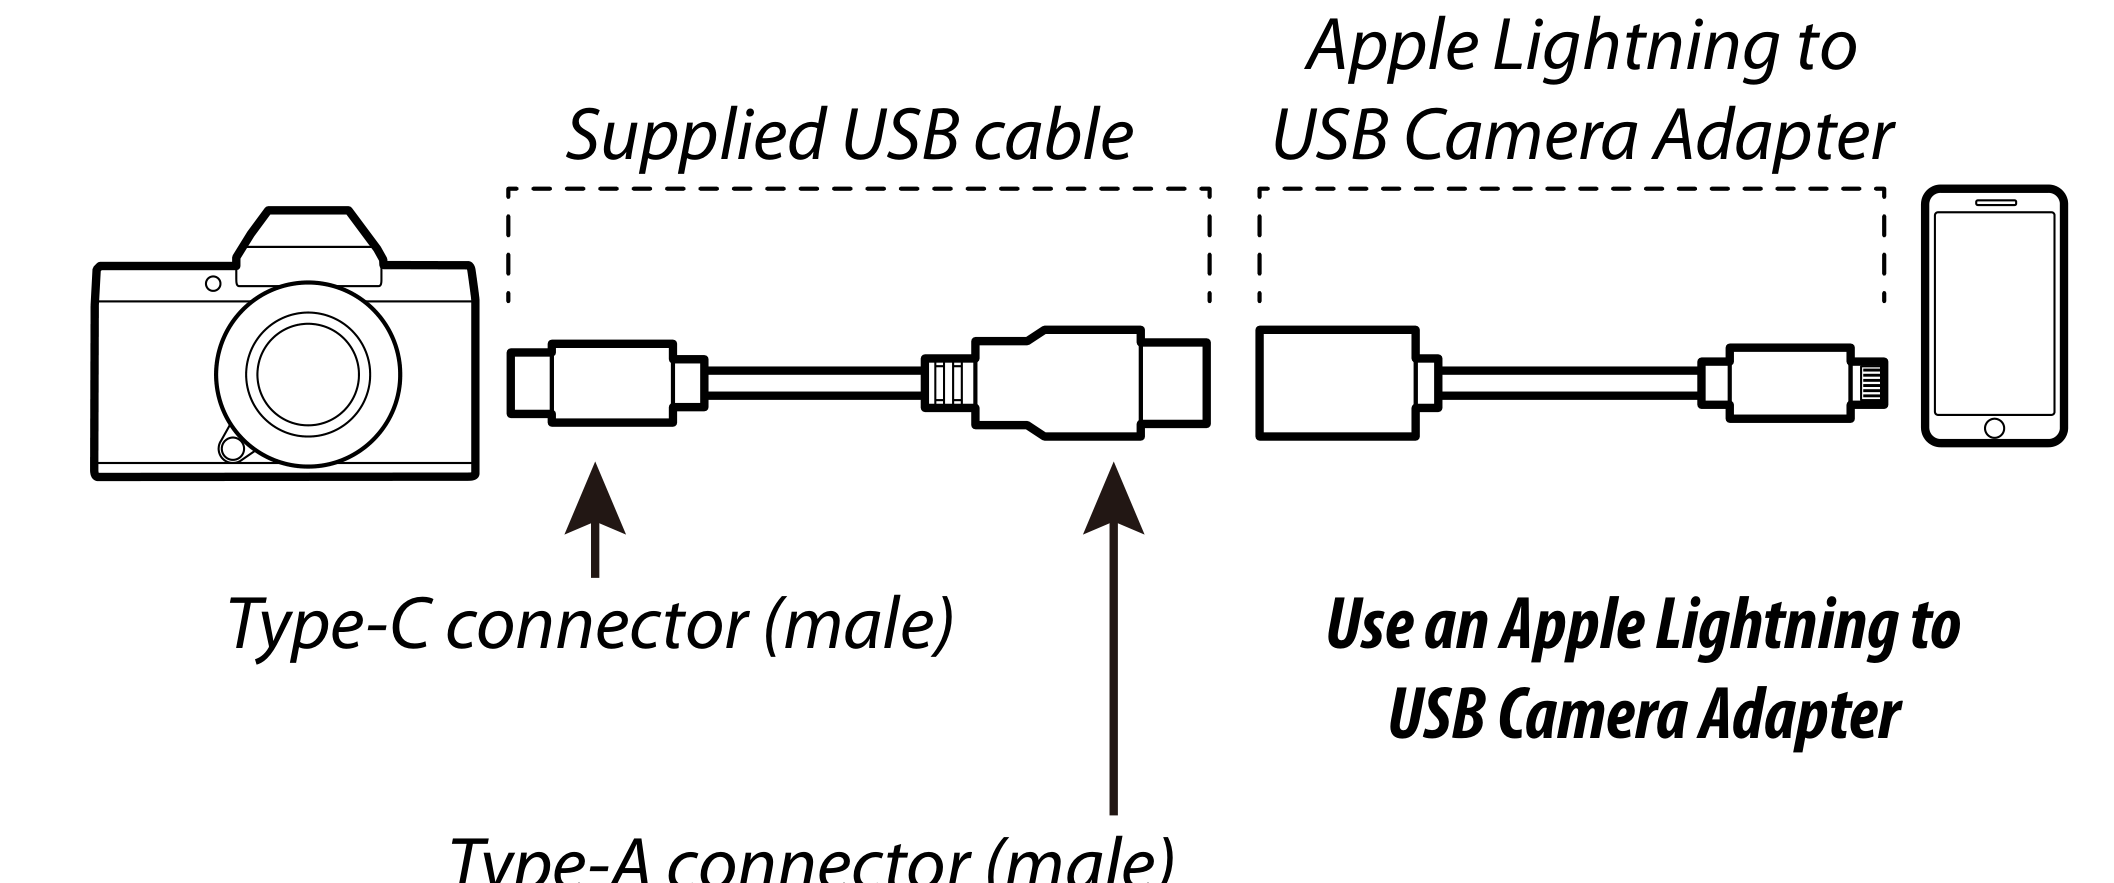 Apple Lightning to
Supplied USB cable
USB Camera Adapter
Type-C connector (male)
Use an Apple Lightning to
USB Camera Adapter
Type-A connector (male)